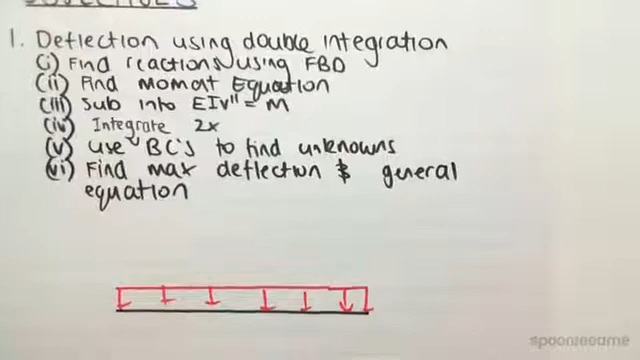 1. Deflection using double integration
(i) Find reactions using FBD
(ii) Find Moment Equation
(iii) Sub into EIv" = M
(iv) Integrate 2x
(v) use BC's to find unknowns
(vi) Find max deflection & general
equation
spoonfeedme